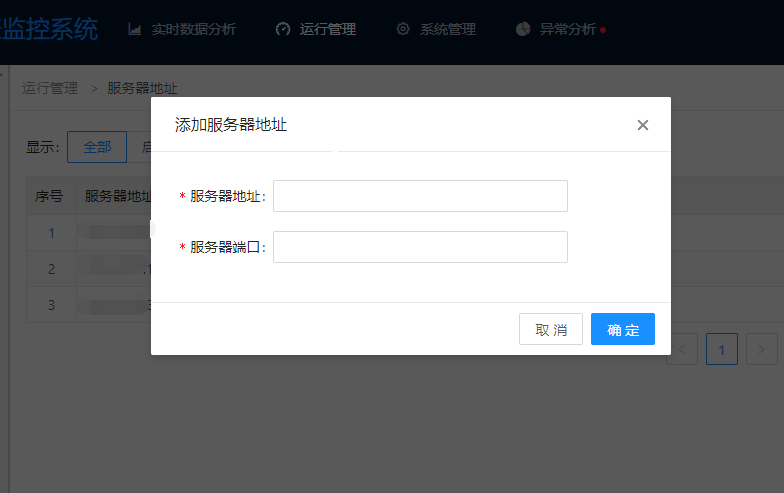 监控系统
实时数据分析
运行管理
系统管理
异常分析
运行管理 > 服务器地址
添加服务器地址
显示: 全部
序号 服务器地址
* 服务器地址:
1
* 服务器端口:
2
3
取 消 确 定
1